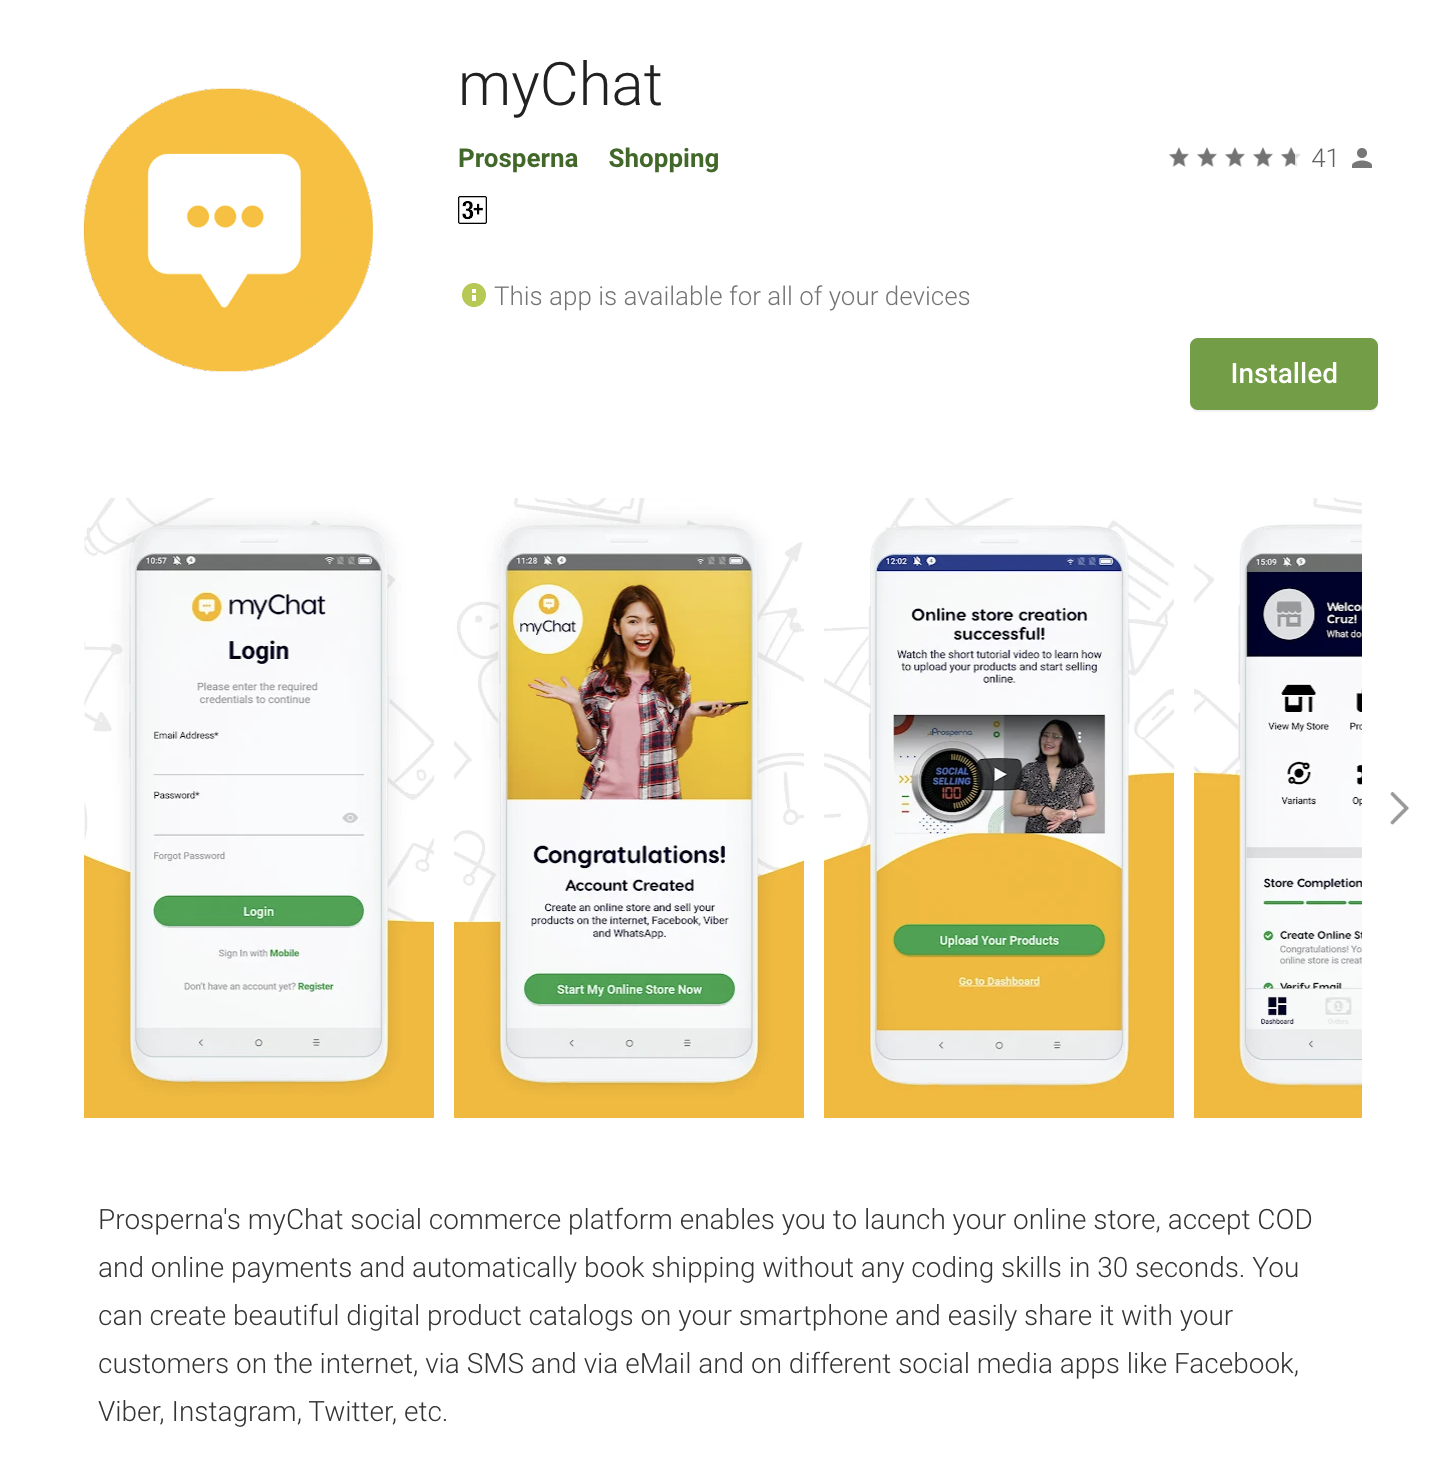 myChat
Prosperna Shopping
41
3+
This app is available for all of your devices
Installed
10:57
myChat
Login
Please enter the required
credentials to continue
Email Address*
Password*
Forgot Password
Login
Sign In with Mobile
Don't have an account yet? Register
11:28
myChat
Congratulations!
Account Created
Create an online store and sell your
products on the internet, Facebook, Viber
and WhatsApp.
Start My Online Store Now
12:02
Online store creation
successful!
Watch the short tutorial video to learn how
to upload your products and start selling
online.
Prosperna
SOCIAL
SELLING
100
Upload Your Products
Go to Dashboard
15:09
Welco
Cruz!
What do
View My Store
Pro
Variants
Op
Store Completion
Create Online St
Congratulations! Yo
online store is creat
Verify Email
Dashboard
Orders
Prosperna's myChat social commerce platform enables you to launch your online store, accept COD
and online payments and automatically book shipping without any coding skills in 30 seconds. You
can create beautiful digital product catalogs on your smartphone and easily share it with your
customers on the internet, via SMS and via eMail and on different social media apps like Facebook,
Viber, Instagram, Twitter, etc.